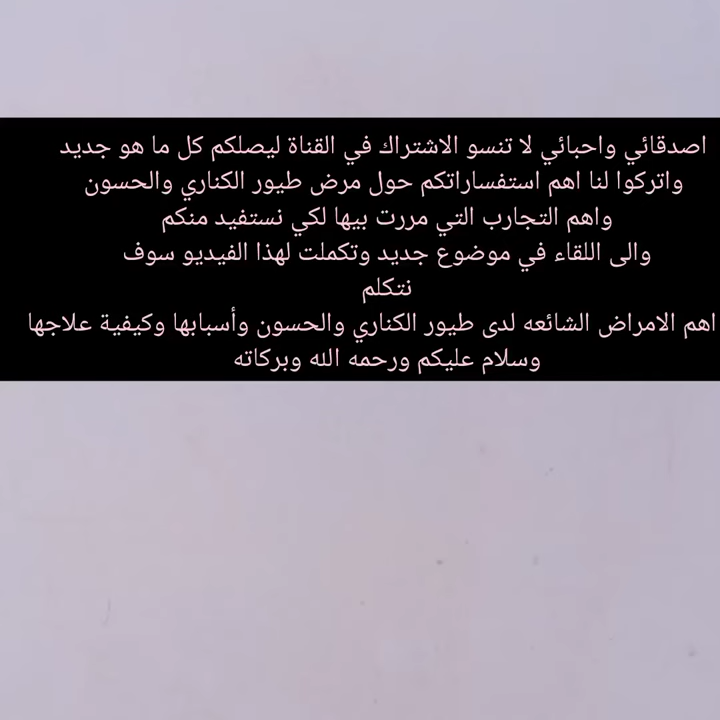 اصدقائي واحبائي لا تنسو الاشتراك في القناة ليصلكم كل ما هو جديد
واتركوا لنا اهم استفساراتكم حول مرض طيور الكناري والحسون
واهم التجارب التي مررت بيها لكي نستفيد منكم
والى اللقاء في موضوع جديد وتكملت لهذا الفيديو سوف
نتكلم
اهم الامراض الشائعه لدى طيور الكناري والحسون وأسبابها وكيفية علاجها
وسلام عليكم ورحمه الله وبركاته